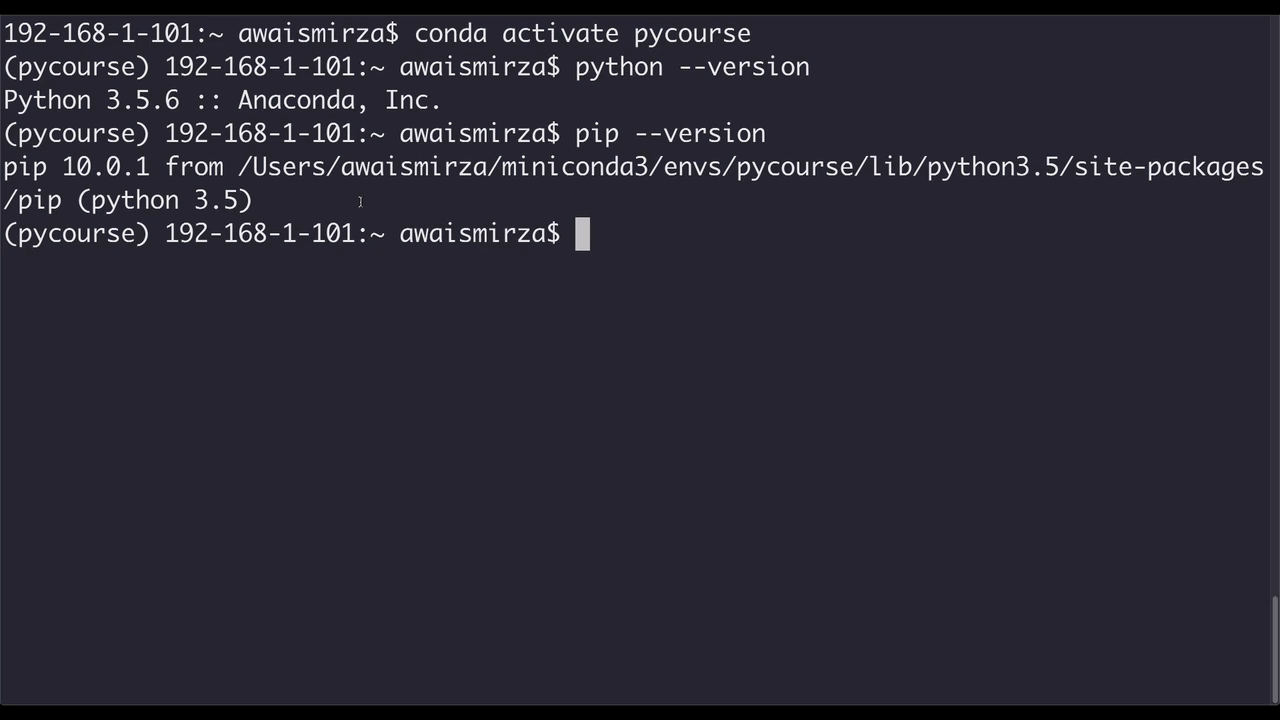 192-168-1-101:~ awaismirza$ conda activate pycourse
(pycourse) 192-168-1-101:~ awaismirza$ python --version
Python 3.5.6 :: Anaconda, Inc.
(pycourse) 192-168-1-101:~ awaismirza$ pip --version
pip 10.0.1 from /Users/awaismirza/miniconda3/envs/pycourse/lib/python3.5/site-packages
/pip (python 3.5)
(pycourse) 192-168-1-101:~ awaismirza$